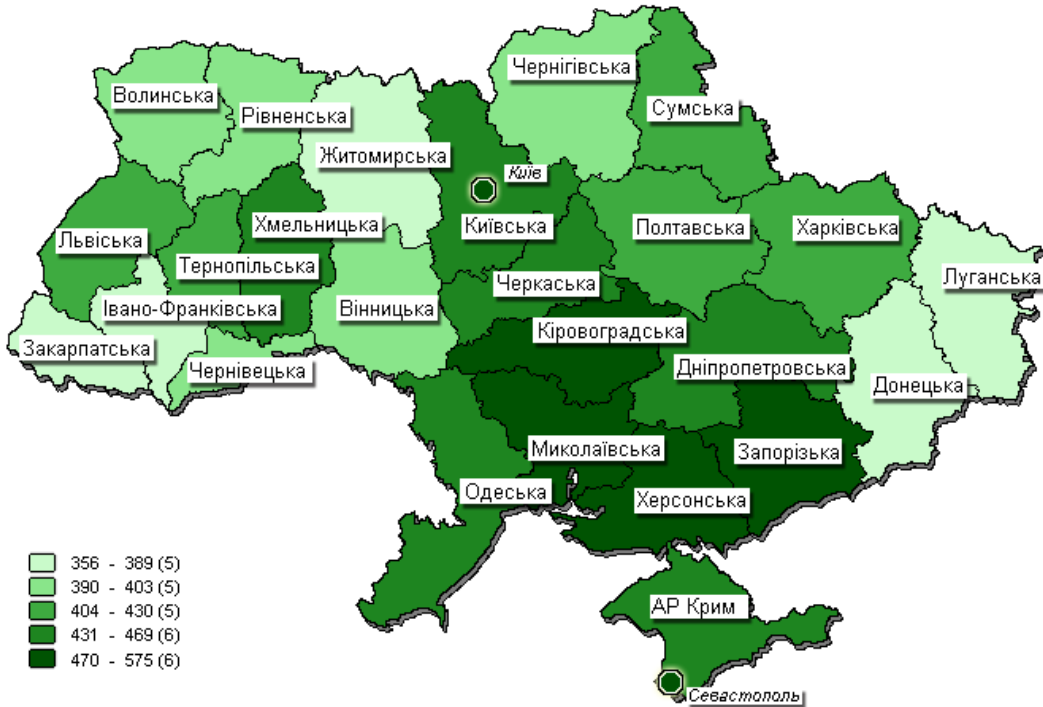 Чернігівська
Волинська
Сумська
Рівненська
Житомирська
Київ
Хмельницька
Київська
Полтавська
Харківська
Львіська
Тернопільська
Луганська
Черкаська
Івано-Франківська
Вінницька
Кіровоградська
Закарпатська
Чернівецька
Дніпропетровська
Донецька
Миколаївська
Запорізька
Одеська
Херсонська
356 - 389 (5)
390 - 403 (5)
404 - 430 (5)
431 - 469 (6)
470 - 575 (6)
АР Крим
Севастополь